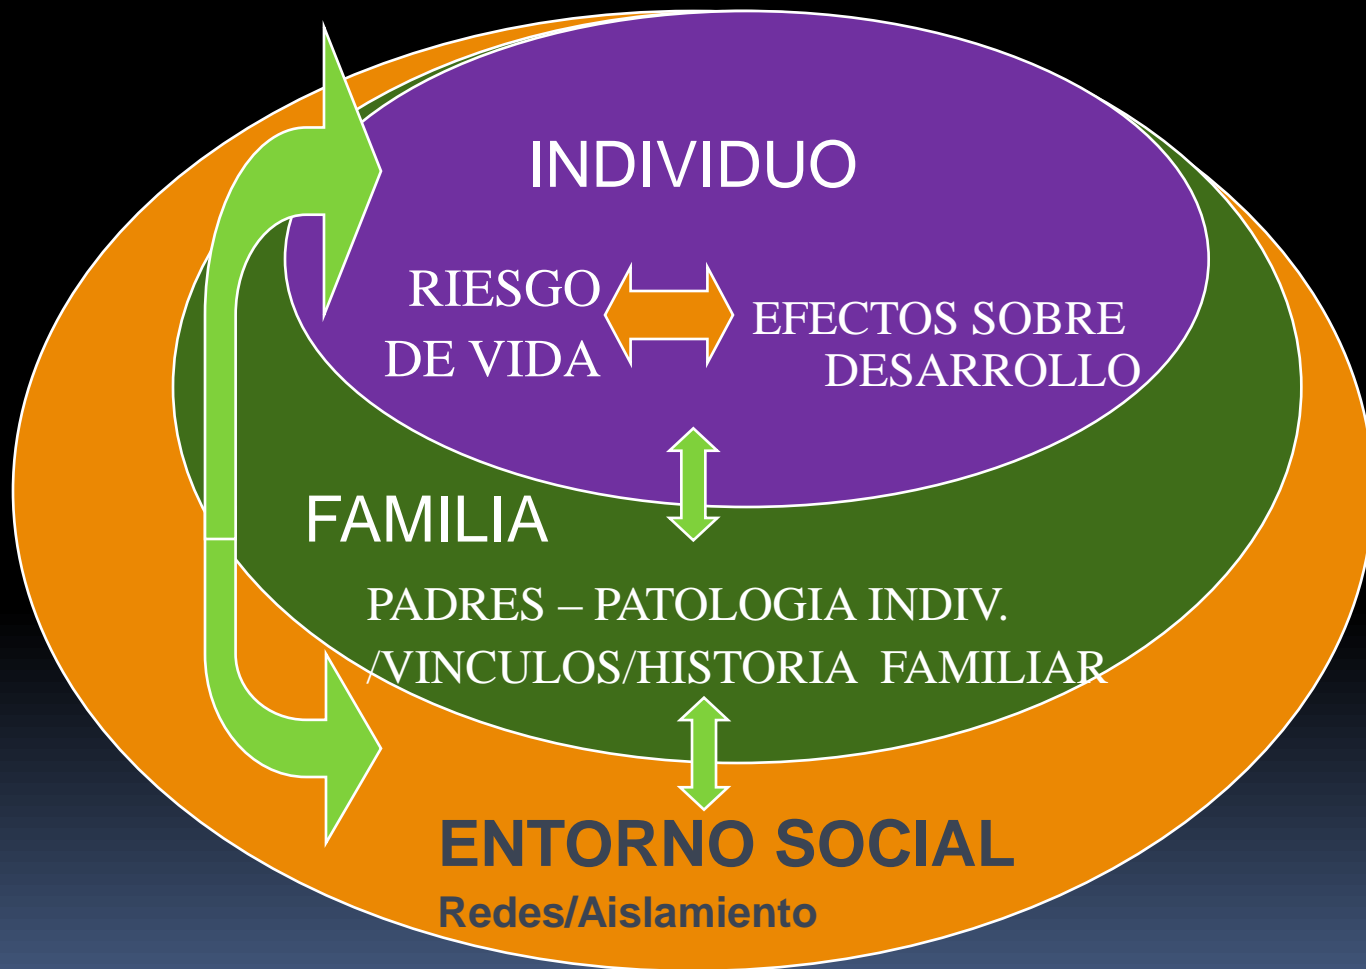 INDIVIDUO
RIESGO
DE VIDA
EFECTOS SOBRE
DESARROLLO
FAMILIA
PADRES – PATOLOGIA INDIV.
/VINCULOS/HISTORIA FAMILIAR
ENTORNO SOCIAL
Redes/Aislamiento